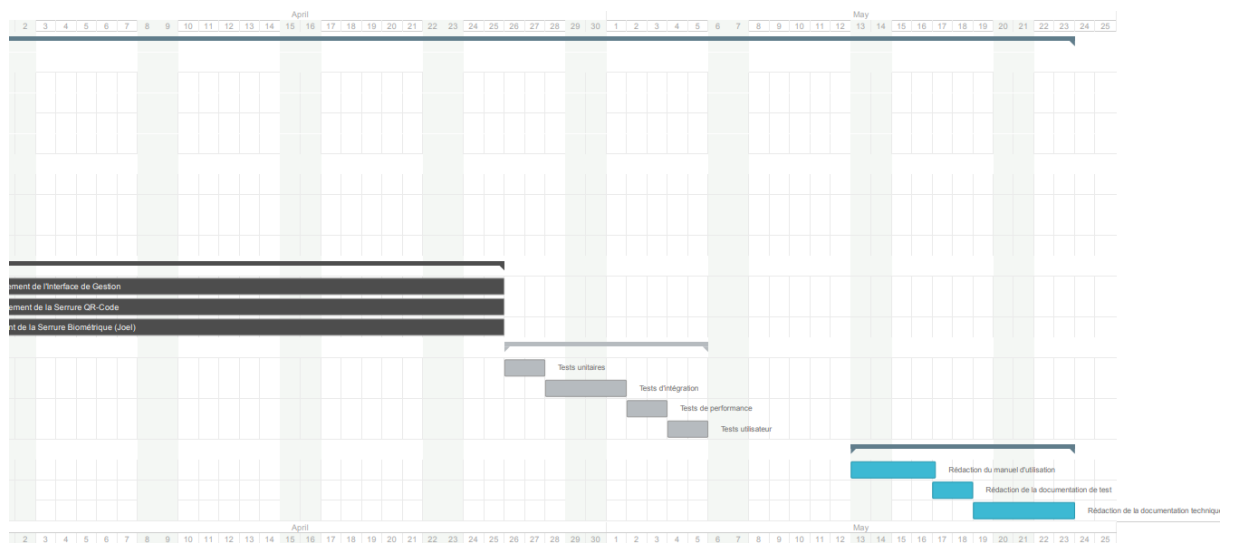 April May
2 3 4 5 6 7 8 9 10 11 12 13 14 15 16 17 18 19 20 21 22 23 24 25 26 27 28 29 30 1 2 3 4 5 6 7 8 9 10 11 12 13 14 15 16 17 18 19 20 21 22 23 24 25
ement de l'Interface de Gestion
ement de la Serrure QR-Code
nt de la Serrure Biométrique (Joel)
Tests unitaires
Tests d'intégration
Tests de performance
Tests utilisateur
Rédaction du manuel d'utilisation
Rédaction de la documentation de test
Rédaction de la documentation technique
April May
2 3 4 5 6 7 8 9 10 11 12 13 14 15 16 17 18 19 20 21 22 23 24 25 26 27 28 29 30 1 2 3 4 5 6 7 8 9 10 11 12 13 14 15 16 17 18 19 20 21 22 23 24 25